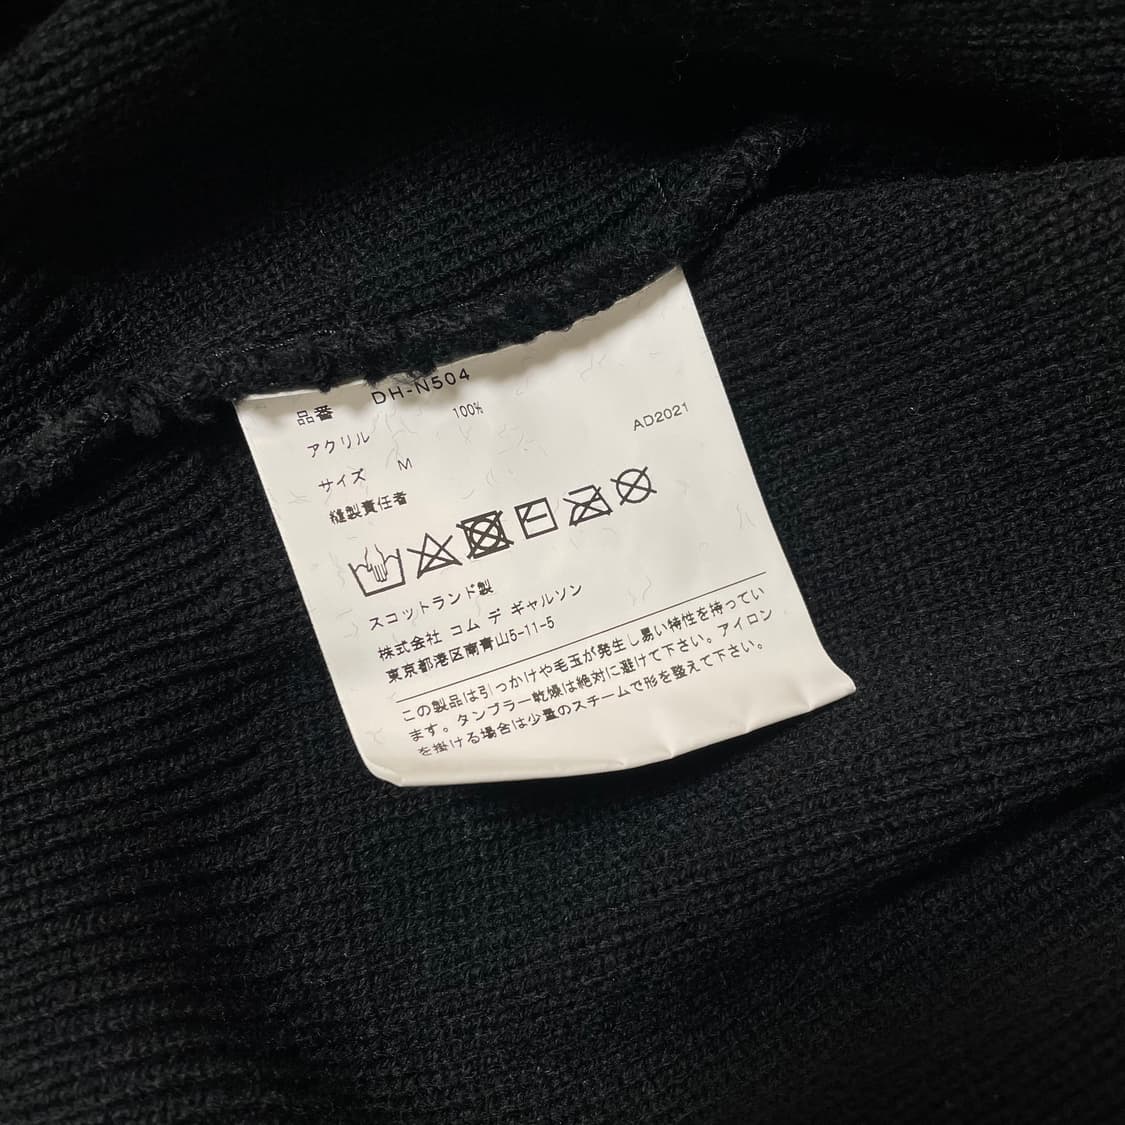 品番 DH-N504
アクリル 100%
AD2021
サイズ M
縫製責任者
スコットランド製
株式会社 コム デ ギャルソン
東京都港区南青山5-11-5
この製品は引っかけや毛玉が発生し易い特性を持ってい
ます。タンブラー乾燥は絶対に避けて下さい。アイロン
を掛ける場合は少量のスチームで形を整えて下さい。